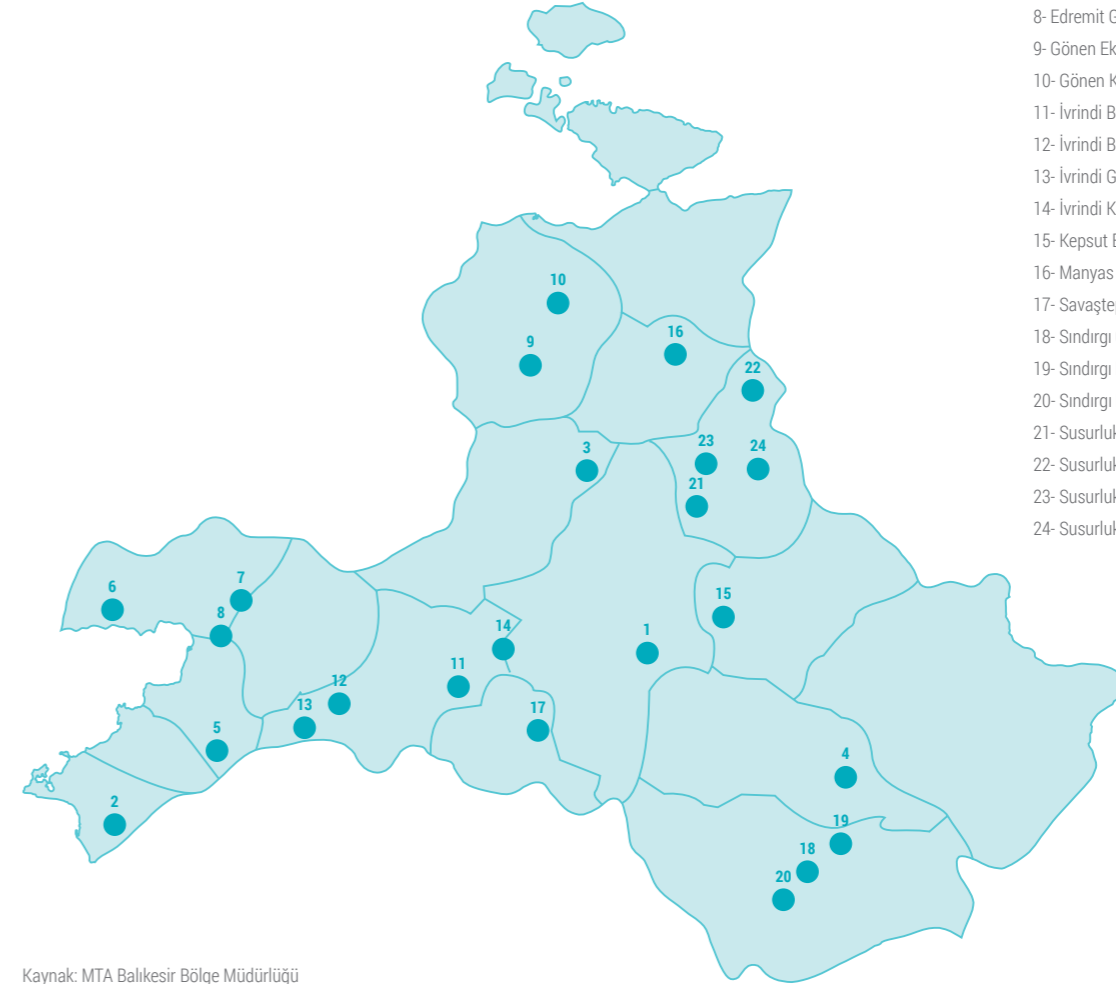 8- Edremit G
9- Gönen Ek
10- Gönen K
11- İvrindi B
12- İvrindi B
13- İvrindi G
14- İvrindi K
15- Kepsut
16- Manyas
17- Savaştep
18- Sındırgı
19- Sındırgı
20- Sındırgı
21- Susurluk
22- Susurluk
23- Susurluk
24- Susurluk
10
9
16
22
3
23
24
21
6
7
8
15
14
1
11
12
13
17
5
4
2
19
18
20
Kaynak: MTA Balıkesir Bölge Müdürlüğü